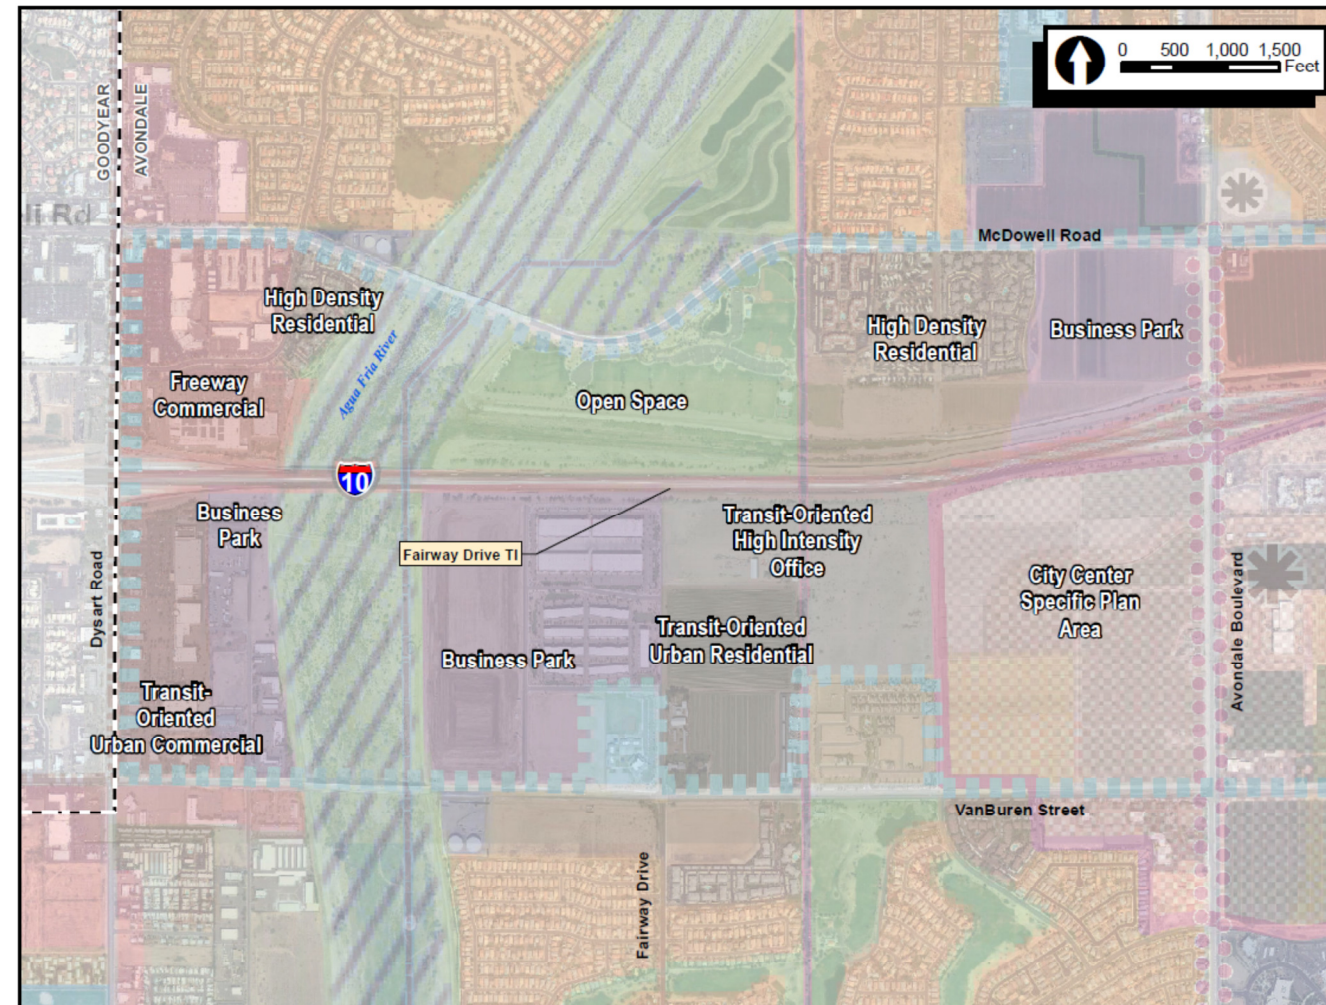 0 500 1,000 1,500
Feet
GOODYEAR
AVONDALE
Rd
McDowell Road
High Density
Residential
High Density
Residential
Business Park
Agua Fria River
Freeway
Commercial
Open Space
10
Business
Park
Transit-Oriented
High Intensity
Office
Fairway Drive TI
City Center
Specific Plan
Area
Dysart Road
Avondale Boulevard
Transit-Oriented
Urban Residential
Business Park
Transit-
Oriented
Urban Commercial
VanBuren Street
Fairway Drive